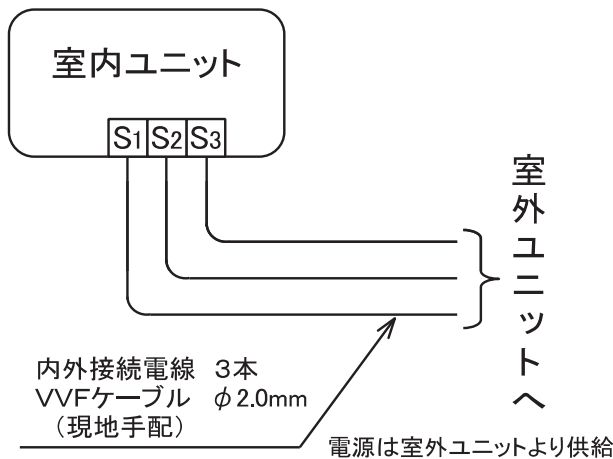 室内ユニット
S1 S2 S3
室外ユニットへ
内外接続電線 3本
VVFケーブル φ2.0mm
(現地手配)
電源は室外ユニットより供給